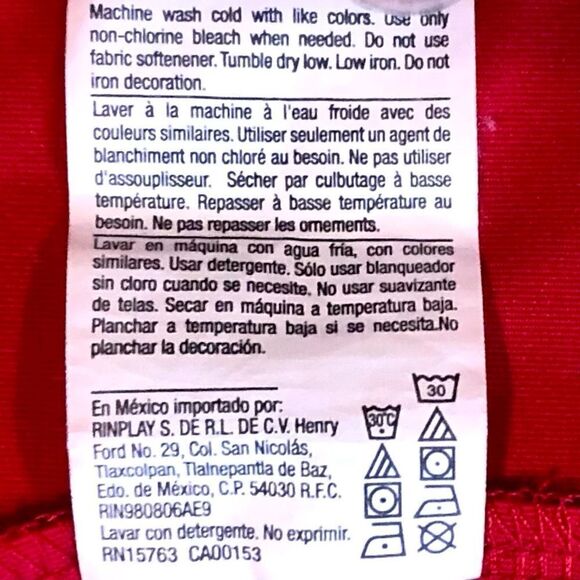 Machine wash cold with like colors. Use only
non-chlorine bleach when needed. Do not use
fabric softenener. Tumble dry low. Low iron. Do not
iron decoration.
Laver à la machine à l'eau froide avec des
couleurs similaires. Utiliser seulement un agent de
blanchiment non chloré au besoin. Ne pas utiliser
d'assouplisseur. Sécher par culbutage à basse
température. Repasser à basse température au
besoin. Ne pas repasser les ornements.
Lavar en máquina con agua fría, con colores
similares. Usar detergente. Sólo usar blanqueador
sin cloro cuando se necesite. No usar suavizante
de telas. Secar en máquina a temperatura baja.
Planchar a temperatura baja si se necesita.No
planchar la decoración.
En México importado por:
RINPLAY S. DE R.L. DE C.V. Henry
Ford No. 29, Col. San Nicolás,
Tlaxcolpan, Tlalnepantla de Baz,
Edo. de México, C.P. 54030 R.F.C.
RIN980806AE9
Lavar con detergente. No exprimir.
RN15763 CA00153
30
30°C